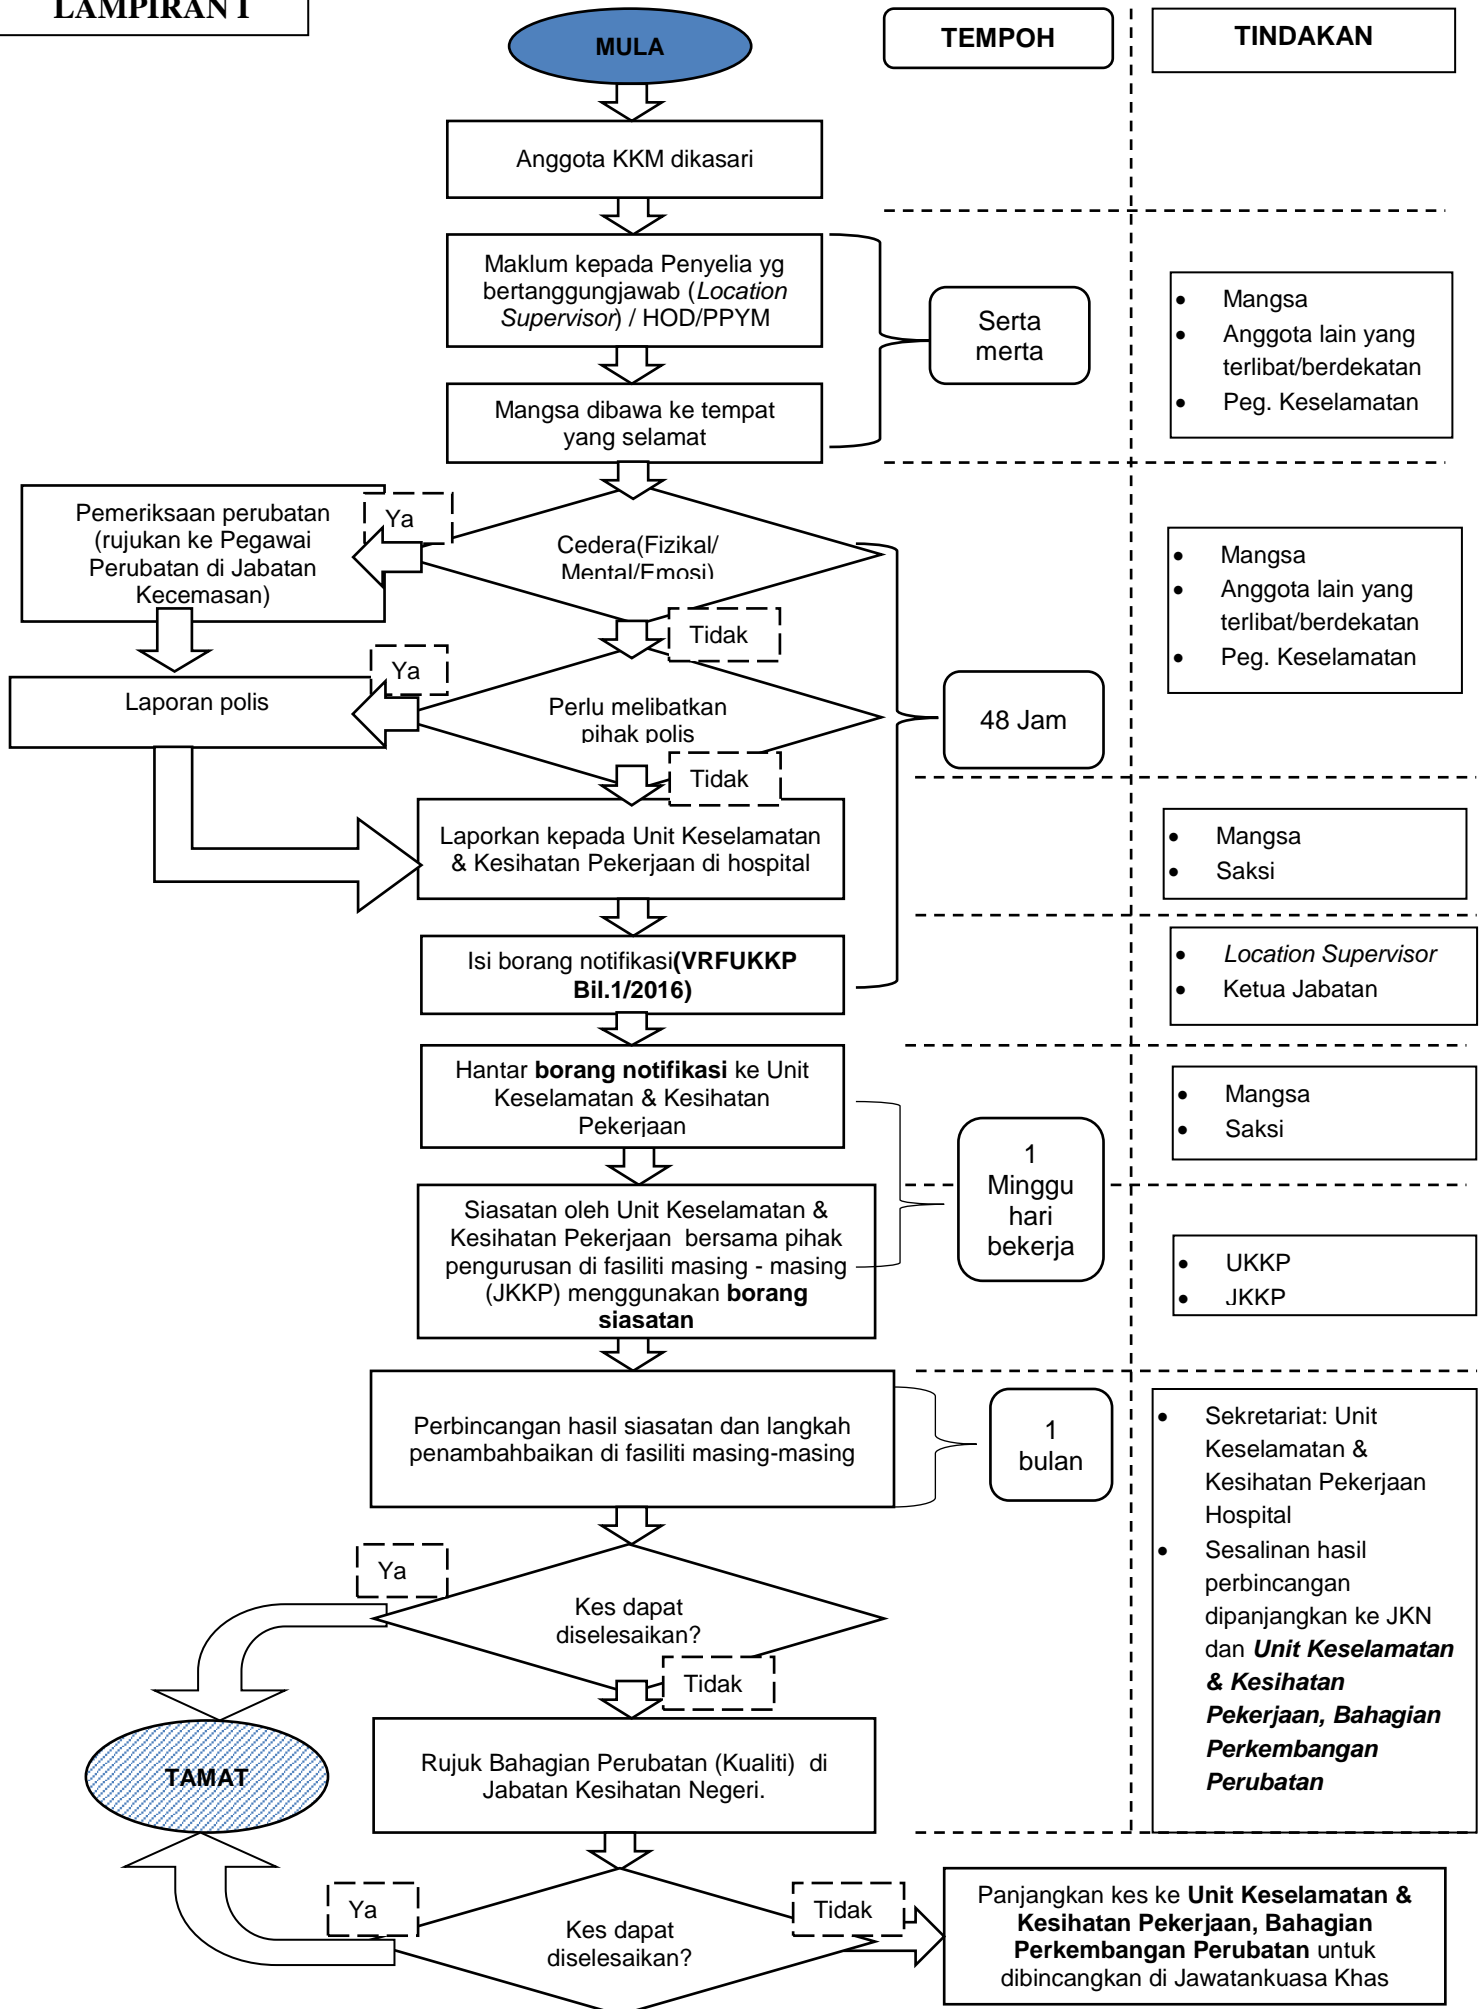 LAMPIRAN I
MULA
TEMPOH
TINDAKAN
Anggota KKM dikasari
Maklum kepada Penyelia yg
bertanggungjawab (Location
Supervisor) / HOD/PPYM
Serta
merta
• Mangsa
• Anggota lain yang
terlibat/berdekatan
• Peg. Keselamatan
Mangsa dibawa ke tempat
yang selamat
Pemeriksaan perubatan
(rujukan ke Pegawai
Perubatan di Jabatan
Kecemasan)
Ya
Cedera(Fizikal/
Mental/Emosi)
Tidak
• Mangsa
• Anggota lain yang
terlibat/berdekatan
• Peg. Keselamatan
Laporan polis
Ya
Perlu melibatkan
pihak polis
Tidak
48 Jam
Laporkan kepada Unit Keselamatan
& Kesihatan Pekerjaan di hospital
• Mangsa
• Saksi
Isi borang notifikasi(VRFUKKP
Bil.1/2016)
• Location Supervisor
• Ketua Jabatan
Hantar borang notifikasi ke Unit
Keselamatan & Kesihatan
Pekerjaan
• Mangsa
• Saksi
1
Minggu
hari
bekerja
Siasatan oleh Unit Keselamatan &
Kesihatan Pekerjaan bersama pihak
pengurusan di fasiliti masing - masing
(JKKP) menggunakan borang
siasatan
• UKKP
• JKKP
Perbincangan hasil siasatan dan langkah
penambahbaikan di fasiliti masing-masing
1
bulan
• Sekretariat: Unit
Keselamatan &
Kesihatan Pekerjaan
Hospital
• Sesalinan hasil
perbincangan
dipanjangkan ke JKN
dan Unit Keselamatan
& Kesihatan
Pekerjaan, Bahagian
Perkembangan
Perubatan
Ya
Kes dapat
diselesaikan?
Tidak
TAMAT
Rujuk Bahagian Perubatan (Kualiti) di
Jabatan Kesihatan Negeri.
Ya
Kes dapat
diselesaikan?
Tidak
Panjangkan kes ke Unit Keselamatan &
Kesihatan Pekerjaan, Bahagian
Perkembangan Perubatan untuk
dibincangkan di Jawatankuasa Khas